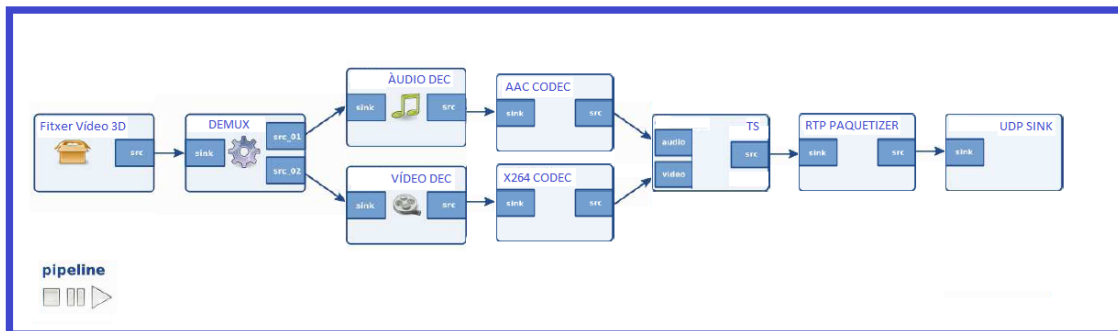 Fitxer Vídeo 3D
src
DEMUX
sink
src_01
src_02
ÀUDIO DEC
sink
src
VÍDEO DEC
sink
src
AAC CODEC
sink
src
X264 CODEC
sink
src
TS
audio
video
src
RTP PAQUETIZER
sink
src
UDP SINK
sink
pipeline